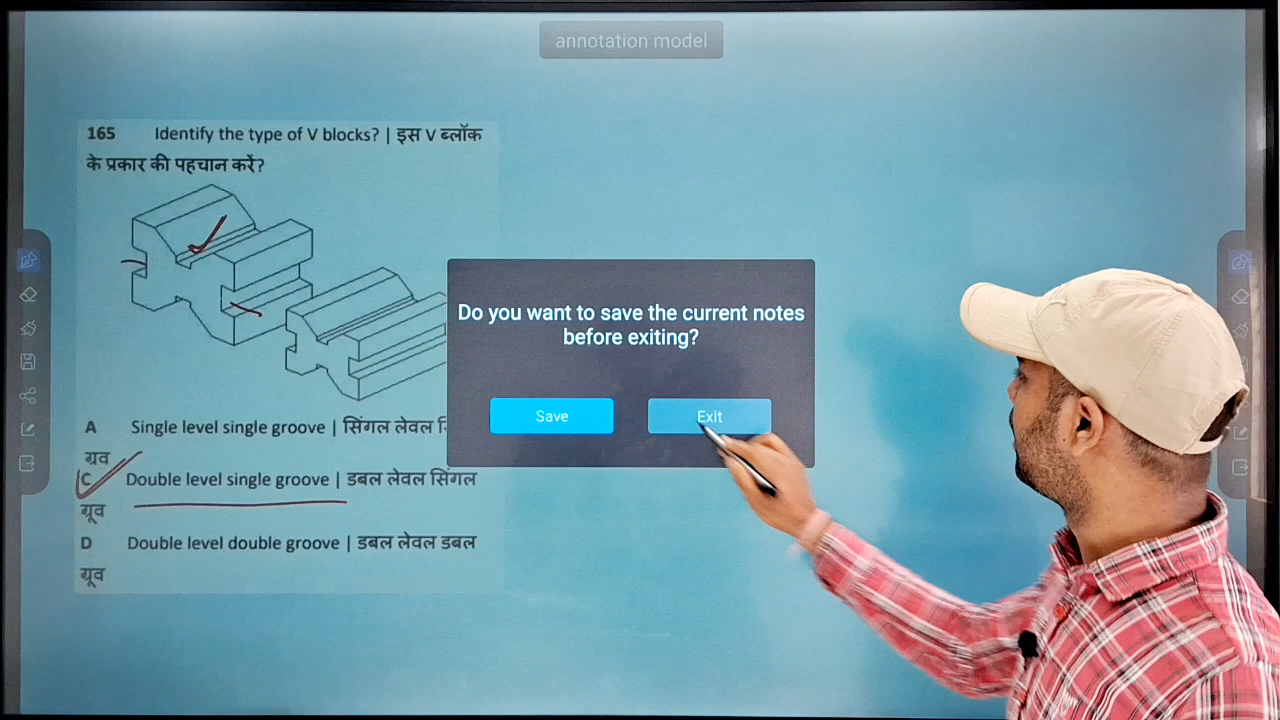 annotation model
165 Identify the type of V blocks? | इस V ब्लॉक
के प्रकार की पहचान करें?
Do you want to save the current notes
before exiting?
Save Exit
A Single level single groove | सिंगल लेवल
ग्रव
C Double level single groove | डबल लेवल सिंगल
ग्रूव
D Double level double groove | डबल लेवल डबल
ग्रूव